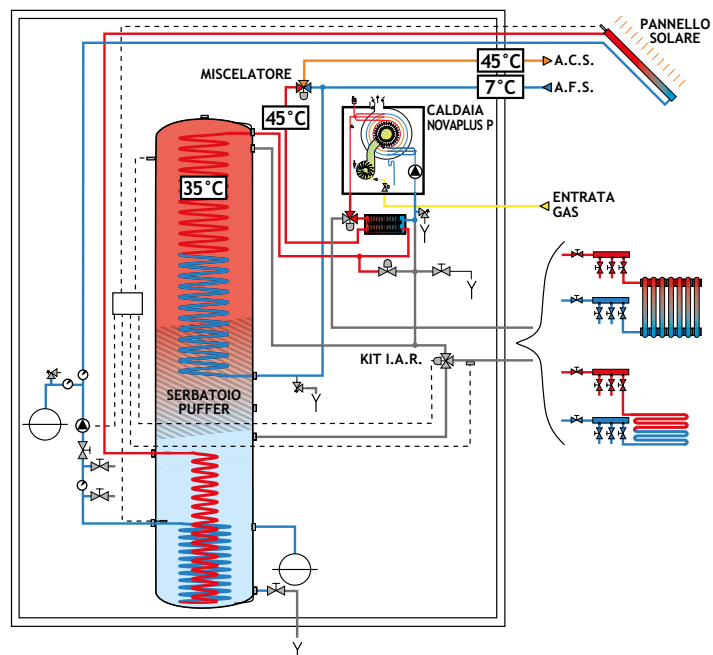 PANNELLO
SOLARE
45°C
A.C.S.
MISCELATORE
7°C
A.F.S.
45°C
CALDAIA
NOVAPLUS P
35°C
ENTRATA
GAS
KIT I.A.R.
SERBATOIO
PUFFER